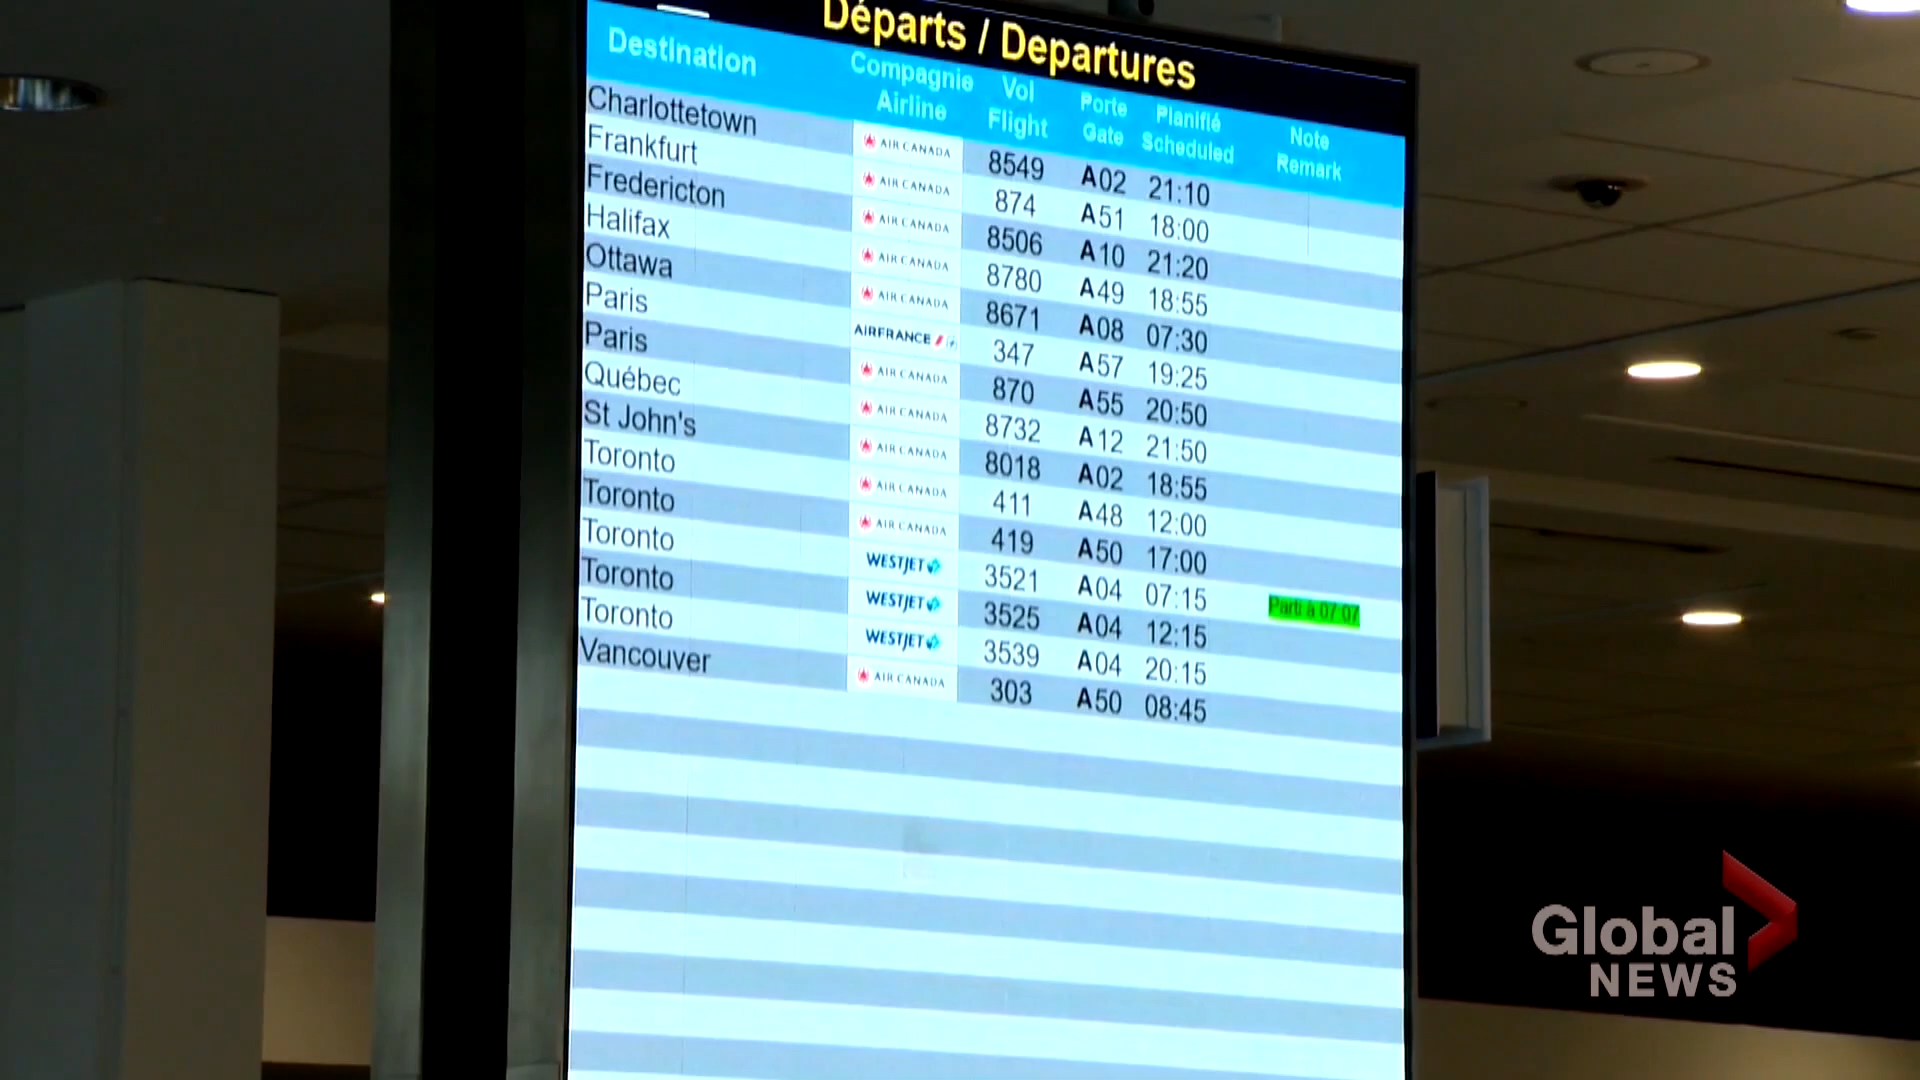 Départs / Departures
Destination Compagnie Airline Vol Flight Porte Gate Planifié Scheduled Note Remark
Charlottetown AIR CANADA 8549 A02 21:10
Frankfurt AIR CANADA 874 A51 18:00
Fredericton AIR CANADA 8506 A10 21:20
Halifax AIR CANADA 8780 A49 18:55
Ottawa AIR CANADA 8671 A08 07:30
Paris AIRFRANCE 347 A57 19:25
Paris AIR CANADA 870 A55 20:50
Québec AIR CANADA 8732 A12 21:50
St John's AIR CANADA 8018 A02 18:55
Toronto AIR CANADA 411 A48 12:00
Toronto AIR CANADA 419 A50 17:00
Toronto WESTJET 3521 A04 07:15 Parti à 07:07
Toronto WESTJET 3525 A04 12:15
Toronto WESTJET 3539 A04 20:15
Vancouver AIR CANADA 303 A50 08:45
Global
NEWS